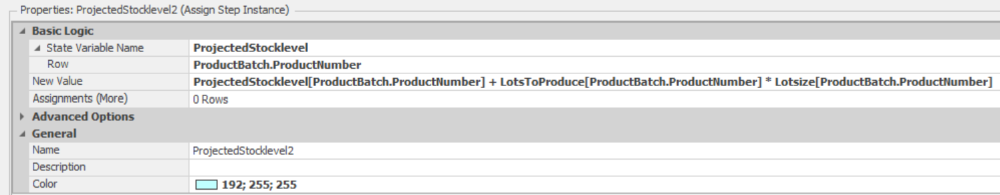 Properties: ProjectedStocklevel2 (Assign Step Instance)
Basic Logic
State Variable Name ProjectedStocklevel
Row ProductBatch.ProductNumber
New Value ProjectedStocklevel[ProductBatch.ProductNumber] + LotsToProduce[ProductBatch.ProductNumber] * Lotsize[ProductBatch.ProductNumber]
Assignments (More) 0 Rows
Advanced Options
General
Name ProjectedStocklevel2
Description
Color 192; 255; 255